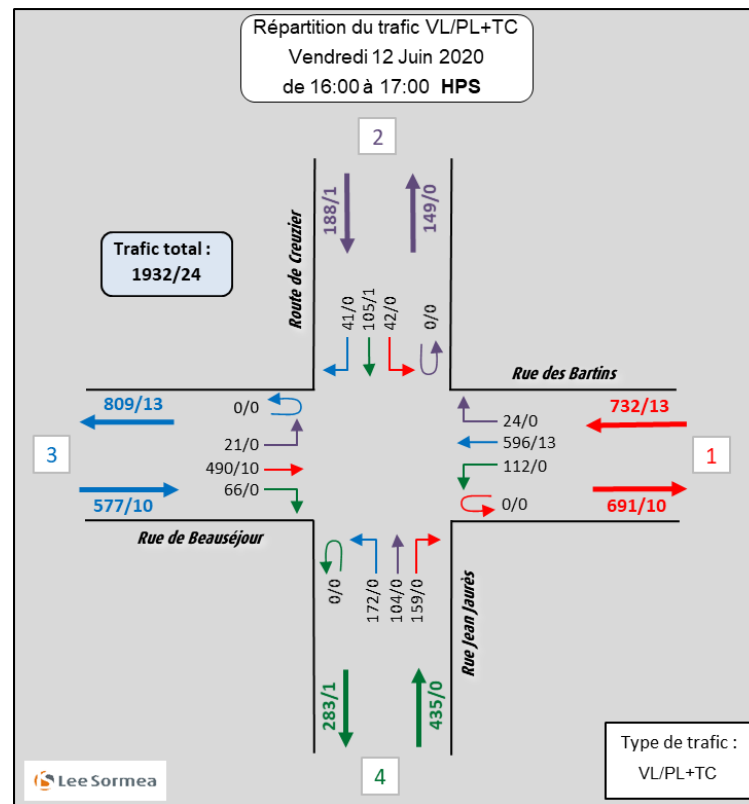 Répartition du trafic VL/PL+TC
Vendredi 12 Juin 2020
de 16:00 à 17:00 HPS
2
188/1
149/0
Trafic total :
1932/24
Route de Creuzier
41/0
105/1
42/0
0/0
Rue des Bartins
809/13
0/0
24/0
732/13
21/0
596/13
3
1
490/10
112/0
577/10
66/0
0/0
691/10
Rue de Beauséjour
0/0
172/0
104/0
159/0
Rue Jean Jaurès
283/1
435/0
4
Type de trafic :
VL/PL+TC
Lee Sormea